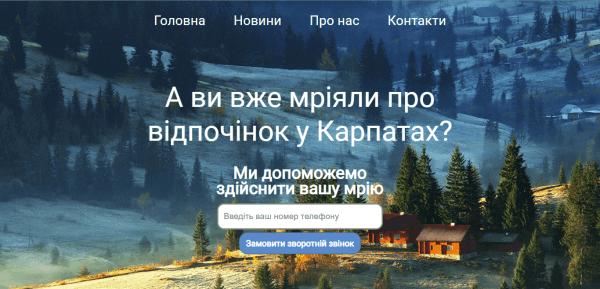 Головна Новини Про нас Контакти
А ви вже мріяли про
відпочінок у Карпатах?
Ми допоможемо
здійснити вашу мрію
Введіть ваш номер телефону
Замовити зворотній звінок